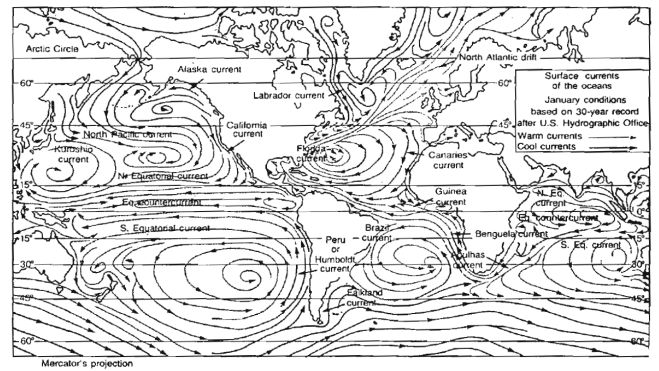 Arctic Circle
Alaska current
North Atlantic drift
60°
Labrador current
60°
Surface currents
of the oceans
January conditions
based on 30-year record
after U.S. Hydrographic Office
Warm currents
Cool currents
45°
California
current
North Pacific current
45°
Kuroshio
current
Florida
current
Canaries
current
N. Equatorial current
15°
15°
Guinea
current
N. Eq.
current
Eq. countercurrent
0°
Eq. countercurrent
S. Equatorial current
Brazil
current
Benguela current
15°
15°
Peru
or
Humboldt
current
Agulhas
current
S. Eq. current
30°
30°
Falkland
current
45°
45°
60°
60°
Mercator's projection